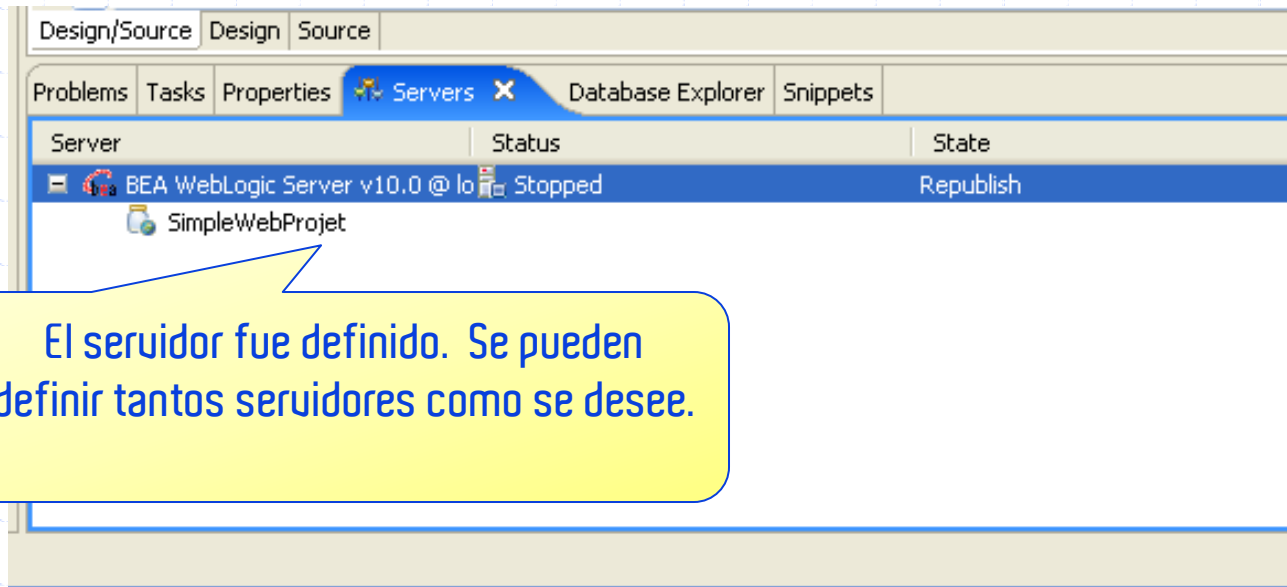 Design/Source Design Source
Problems Tasks Properties Servers Database Explorer Snippets
Server Status State
BEA WebLogic Server v10.0 @ lo Stopped Republish
SimpleWebProjet
El servidor fue definido. Se pueden
definir tantos servidores como se desee.